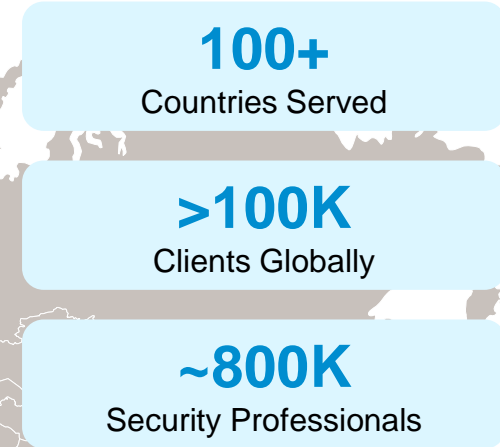 100+
Countries Served
>100K
Clients Globally
~800K
Security Professionals